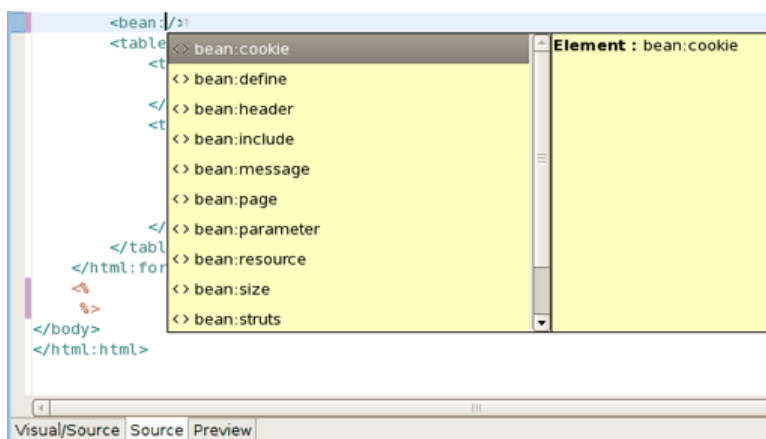 <bean:/>
<table
<> bean:cookie
Element : bean:cookie
<t
<> bean:define
</
<> bean:header
<t
<> bean:include
<> bean:message
<> bean:page
</
<> bean:parameter
</tabl
</html:for
<> bean:resource
<%
<> bean:size
%>
<> bean:struts
</body>
</html:html>
Visual/Source Source Preview